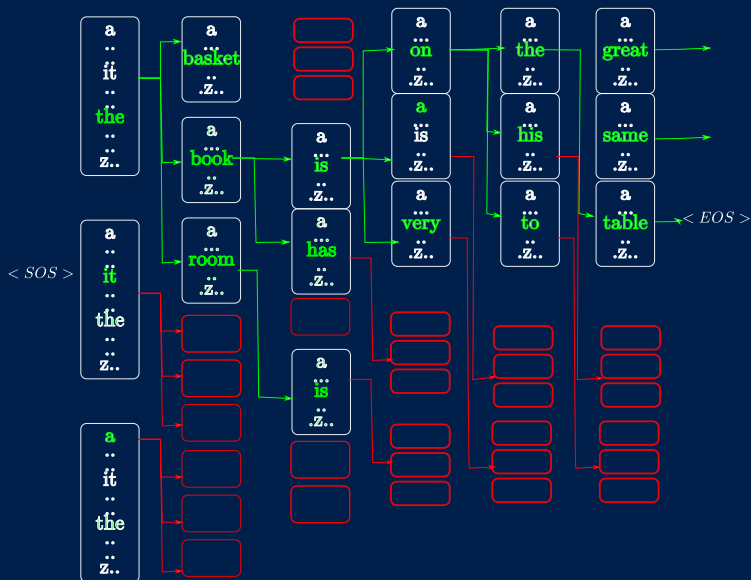 < SOS >
a
..
..
it
..
..
the
..
..
z..
a
..
..
it
..
..
the
..
..
z..
a
..
..
it
..
..
the
..
..
z..
a
...
basket
..
.z..
a
...
book
..
.z..
a
...
room
..
.z..
a
...
is
..
.z..
a
...
has
..
.z..
a
...
is
..
.z..
a
...
on
..
.z..
a
...
is
..
.z..
a
...
very
..
.z..
a
...
the
..
.z..
a
...
his
..
.z..
a
...
to
..
.z..
a
...
great
..
.z..
a
...
same
..
.z..
a
...
table
..
.z..
< EOS >